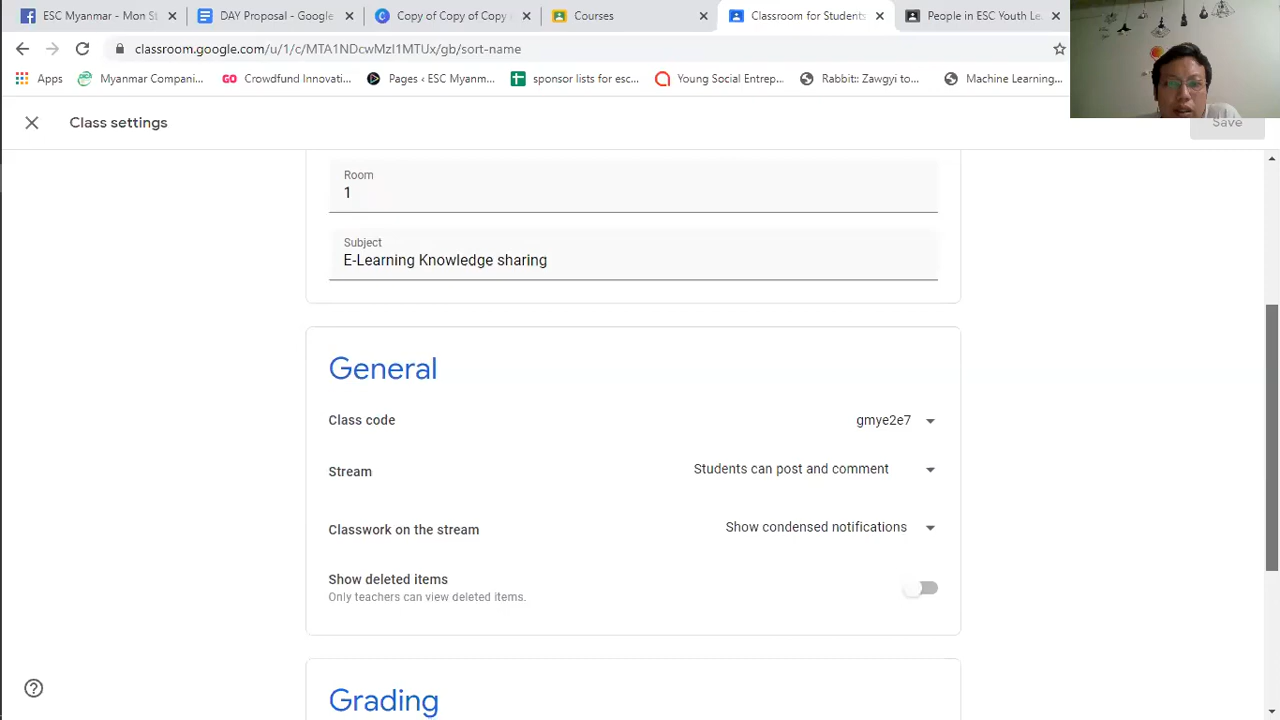 ESC Myanmar - Mon S
DAY Proposal - Google
Copy of Copy of Copy
Courses
Classroom for Students
People in ESC Youth Le
classroom.google.com/u/1/c/MTA1NDcwMzI1MTUx/gb/sort-name
Apps
Myanmar Compani...
GO Crowdfund Innovati...
Pages ‹ ESC Myanm...
sponsor lists for esc...
Young Social Entrep...
Rabbit:: Zawgyi to...
Machine Learning...
Class settings
Save
Room
1
Subject
E-Learning Knowledge sharing
General
Class code
gmye2e7
Stream
Students can post and comment
Classwork on the stream
Show condensed notifications
Show deleted items
Only teachers can view deleted items.
Grading